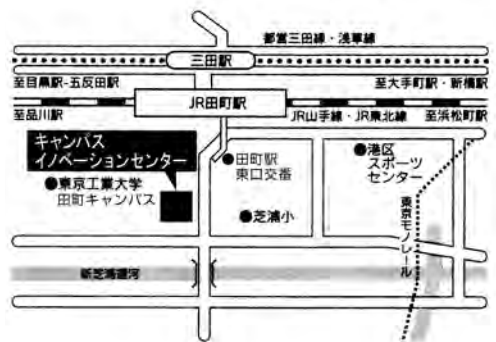 都営三田線・浅草線
三田駅
至目黒駅-五反田駅
至大手町駅・新橋駅
JR田町駅
至品川駅
JR山手線・JR東北線
至浜松町駅
キャンパス
イノベーションセンター
●東京工業大学
田町キャンパス
●田町駅
東口交番
●港区
スポーツ
センター
●芝浦小
東京モノレール
新芝浦運河